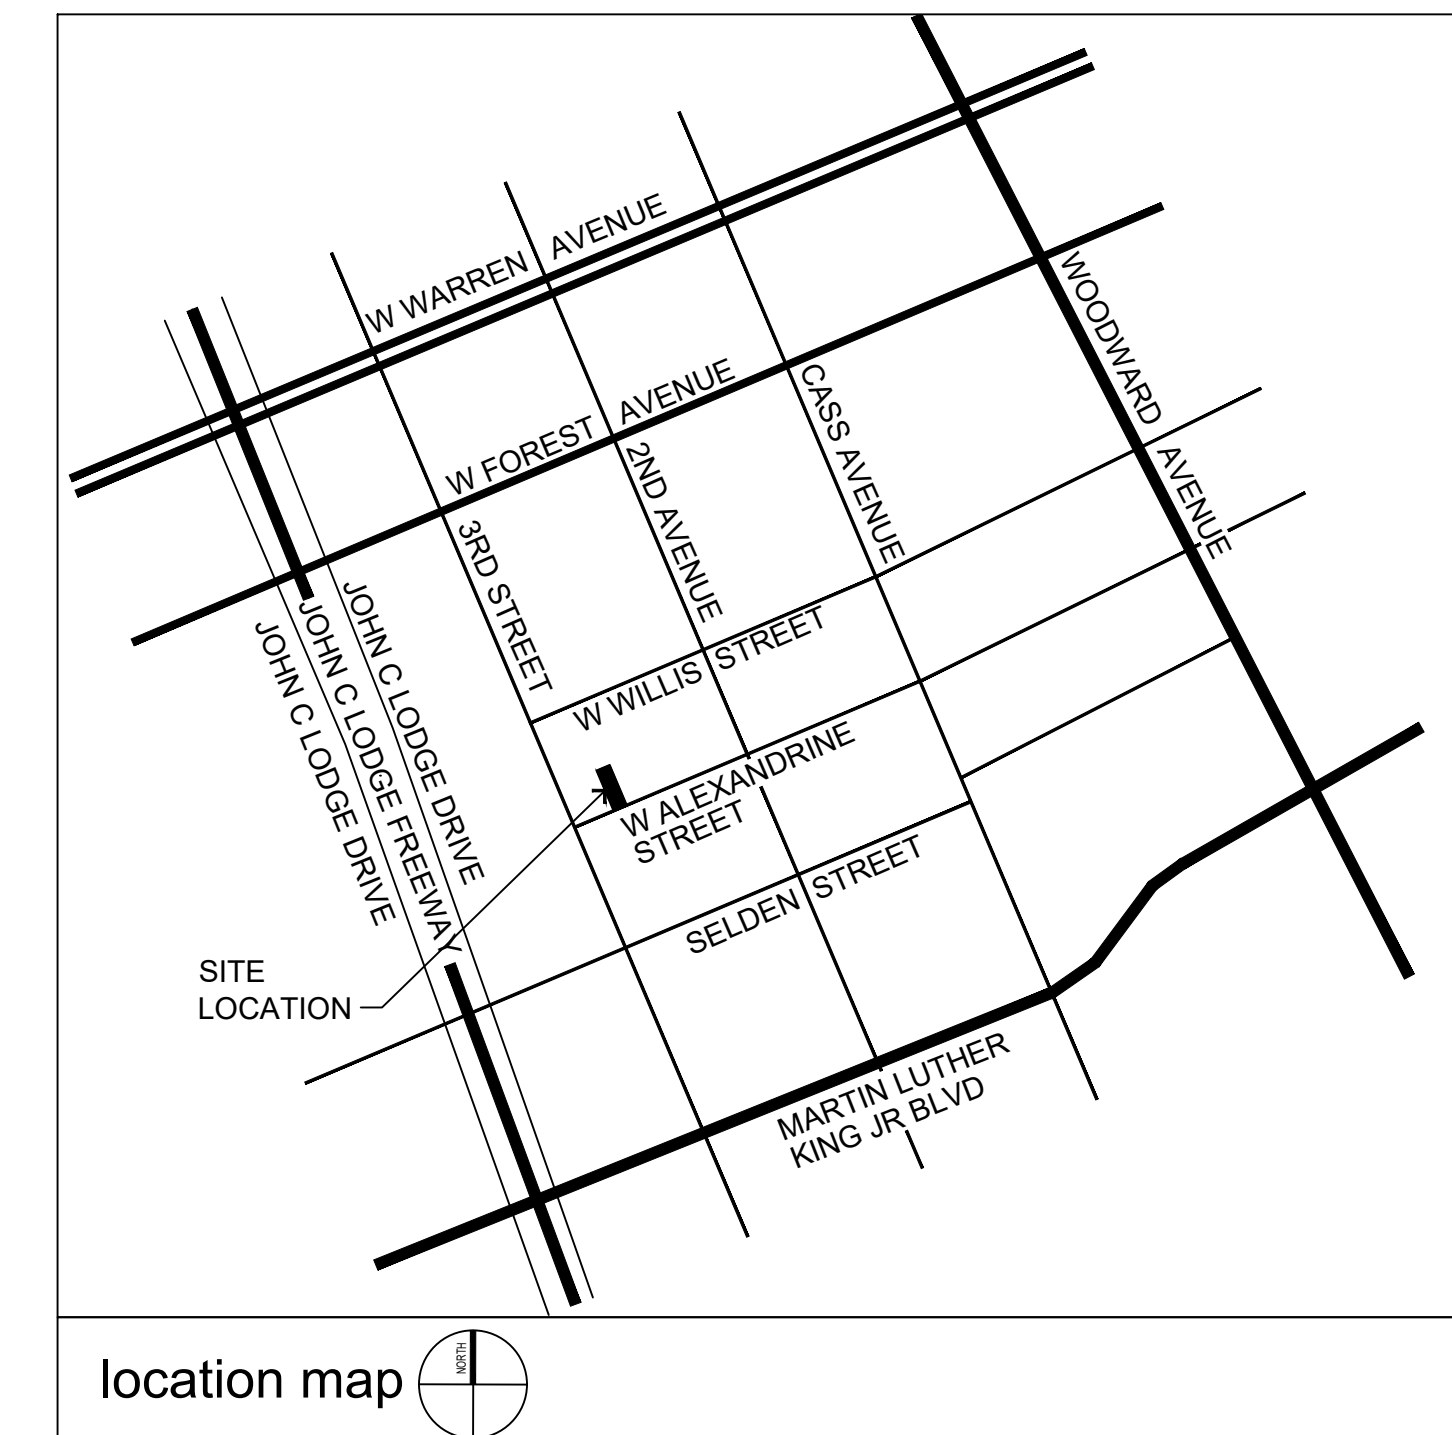 W WARREN AVENUE
W FOREST AVENUE
WOODWARD AVENUE
CASS AVENUE
2ND AVENUE
3RD STREET
JOHN C LODGE DRIVE
JOHN C LODGE FREEWAY
JOHN C LODGE DRIVE
W WILLIS STREET
W ALEXANDRINE
STREET
SELDEN STREET
SITE
LOCATION
MARTIN LUTHER
KING JR BLVD
location map
NORTH